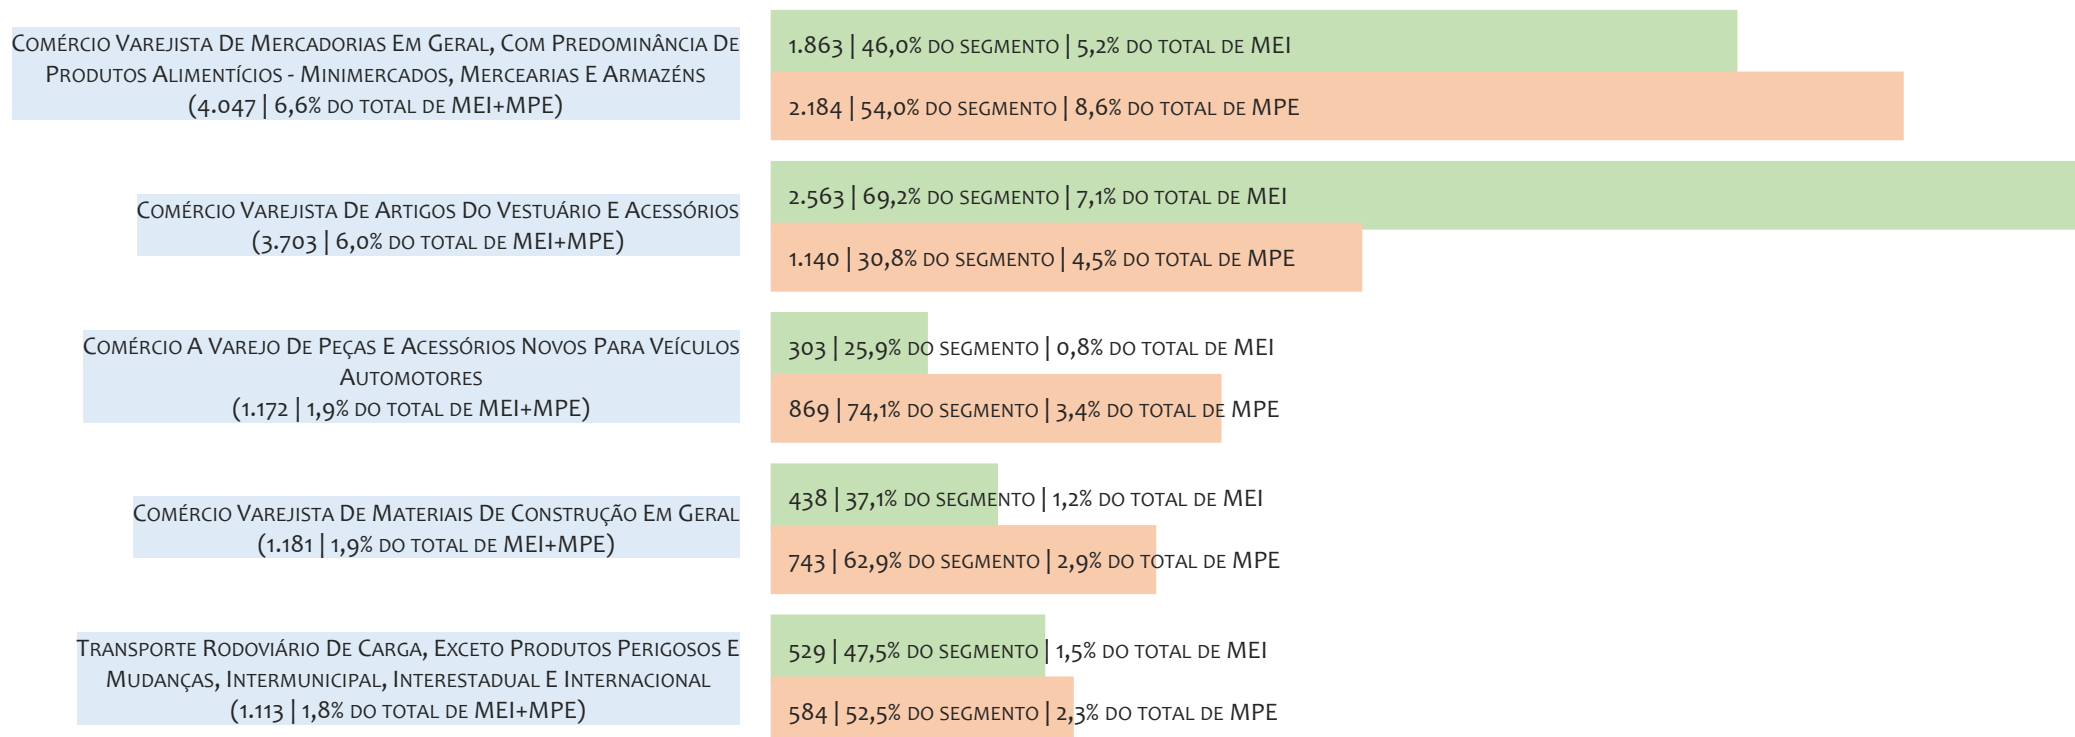 Comércio Varejista De Mercadorias Em Geral, Com Predominância De
Produtos Alimentícios - Minimercados, Mercearias E Armazéns
(4.047 | 6,6% do total de MEI+MPE)
1.863 | 46,0% do segmento | 5,2% do total de MEI
2.184 | 54,0% do segmento | 8,6% do total de MPE
Comércio Varejista De Artigos Do Vestuário E Acessórios
(3.703 | 6,0% do total de MEI+MPE)
2.563 | 69,2% do segmento | 7,1% do total de MEI
1.140 | 30,8% do segmento | 4,5% do total de MPE
Comércio A Varejo De Peças E Acessórios Novos Para Veículos
Automotores
(1.172 | 1,9% do total de MEI+MPE)
303 | 25,9% do segmento | 0,8% do total de MEI
869 | 74,1% do segmento | 3,4% do total de MPE
Comércio Varejista De Materiais De Construção Em Geral
(1.181 | 1,9% do total de MEI+MPE)
438 | 37,1% do segmento | 1,2% do total de MEI
743 | 62,9% do segmento | 2,9% do total de MPE
Transporte Rodoviário De Carga, Exceto Produtos Perigosos E
Mudanças, Intermunicipal, Interestadual E Internacional
(1.113 | 1,8% do total de MEI+MPE)
529 | 47,5% do segmento | 1,5% do total de MEI
584 | 52,5% do segmento | 2,3% do total de MPE